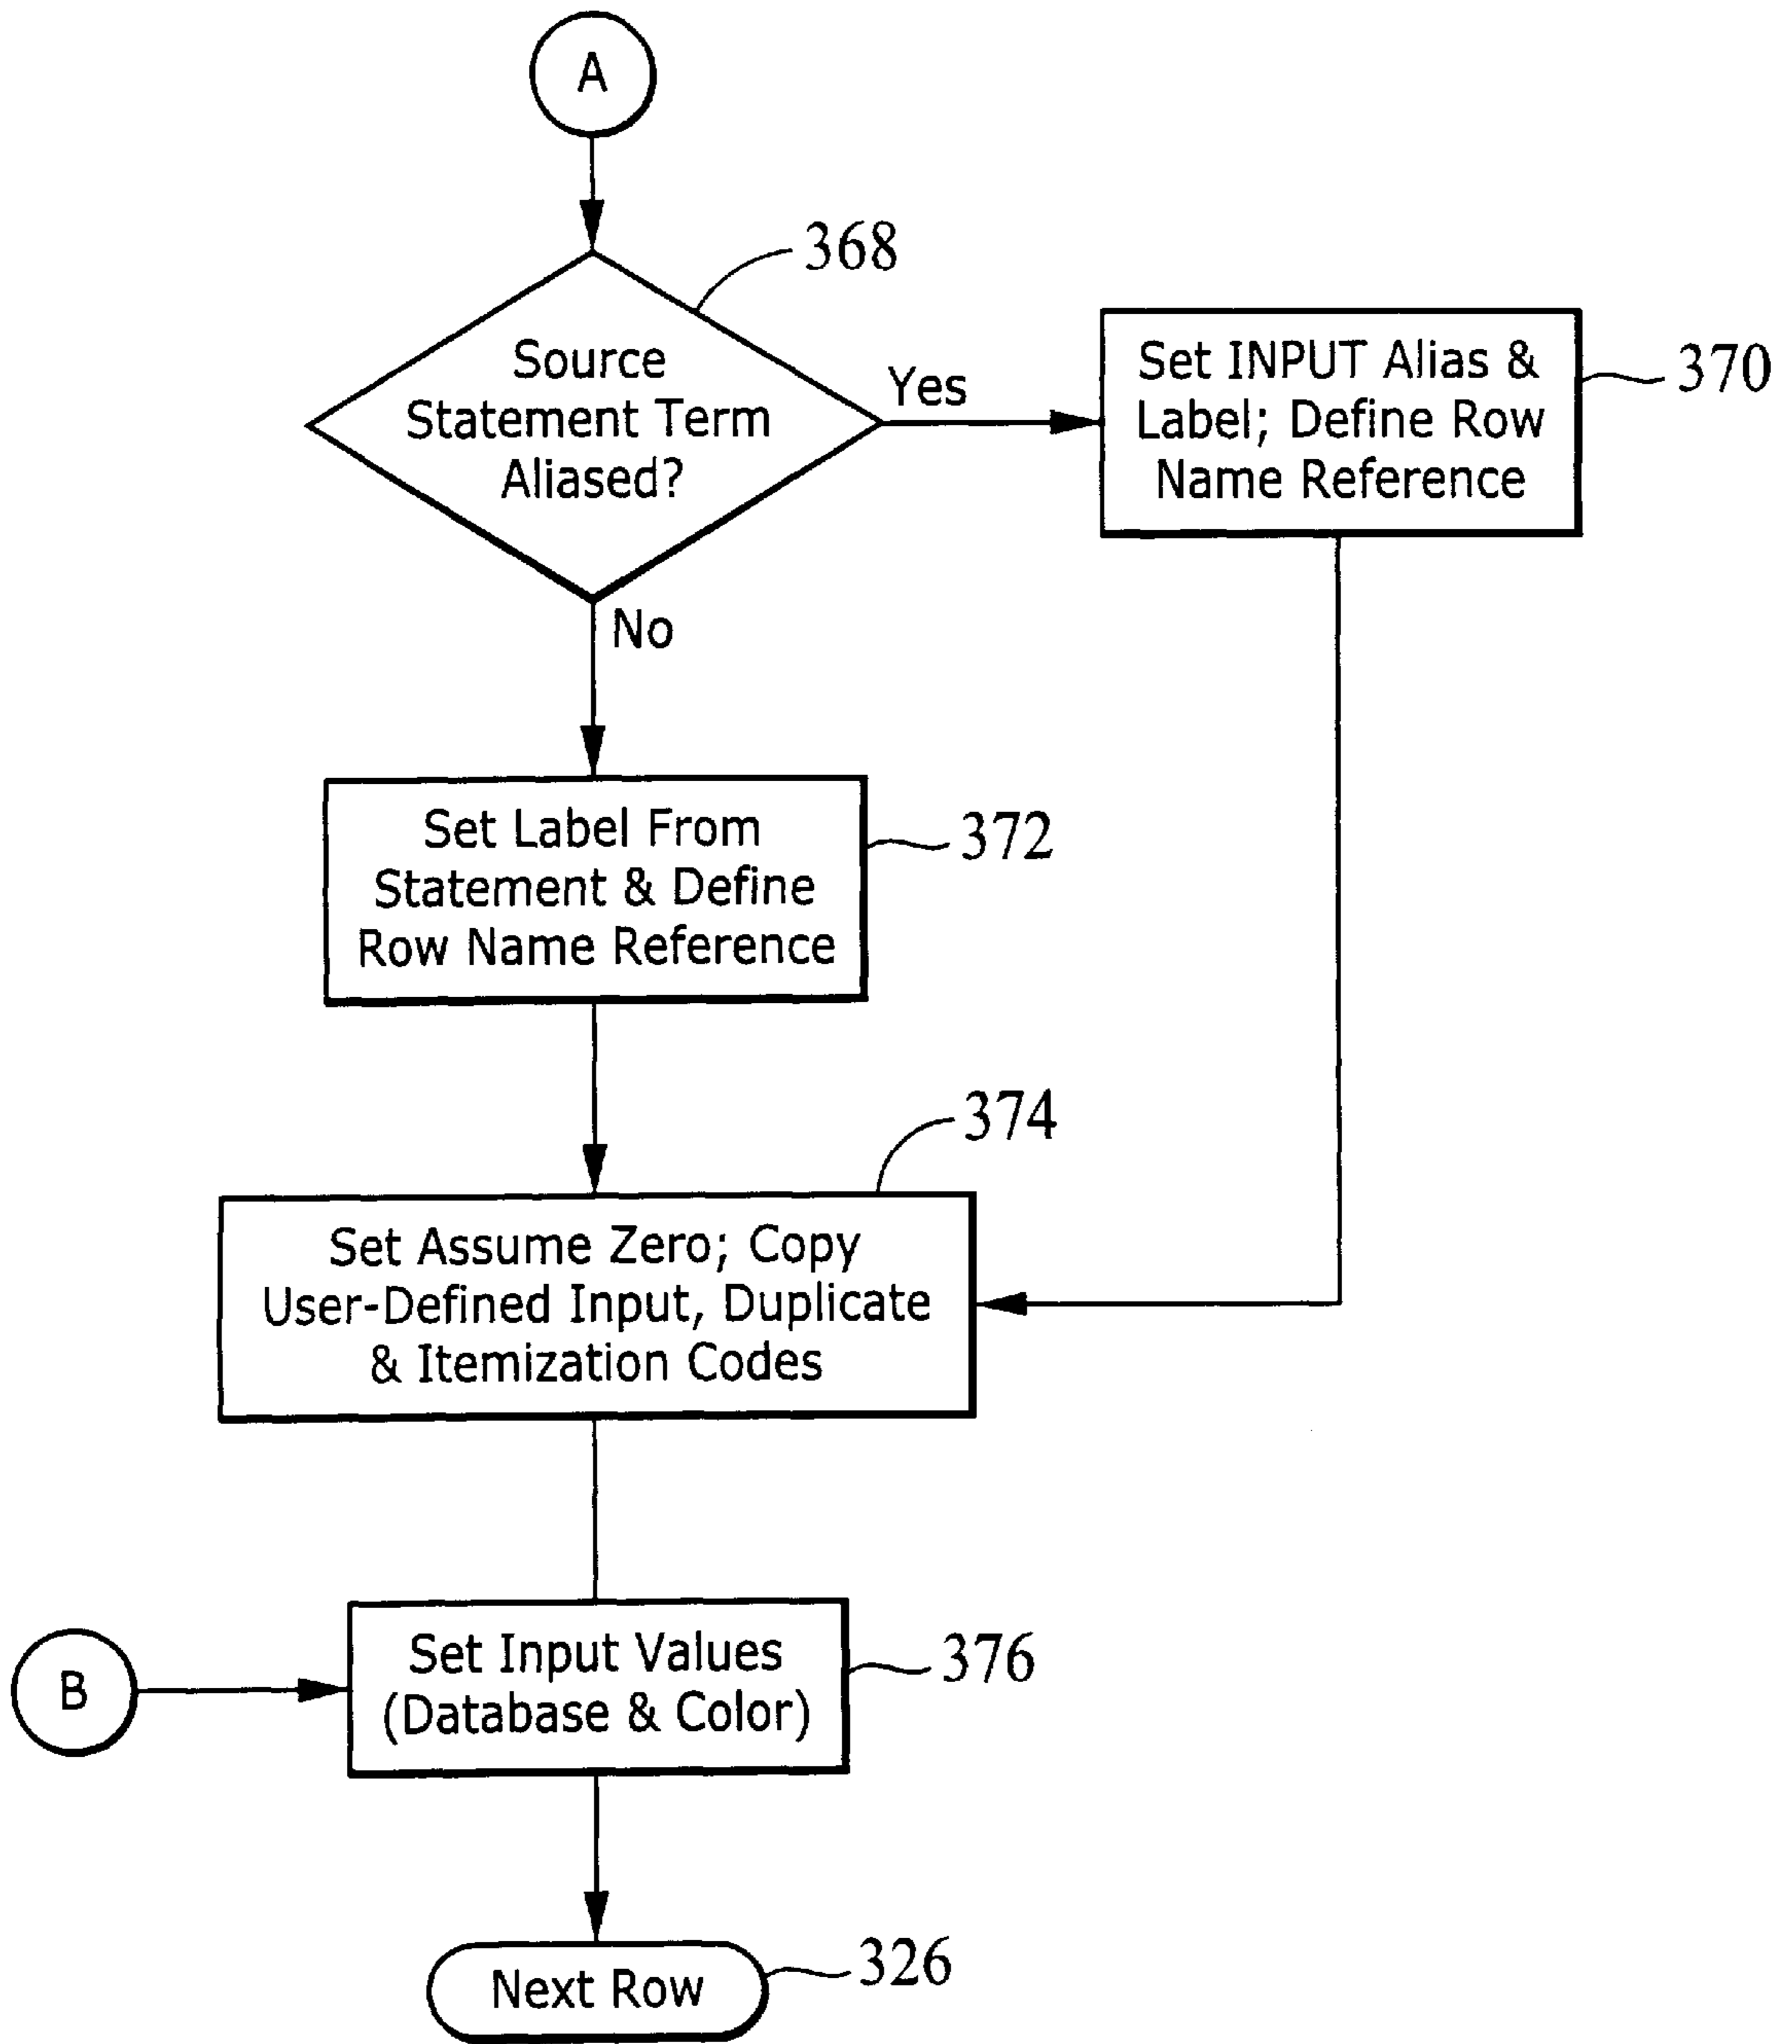 A
368
Source
Statement Term
Aliased?
Yes
Set INPUT Alias &
Label; Define Row
Name Reference
370
No
Set Label From
Statement & Define
Row Name Reference
372
374
Set Assume Zero; Copy
User-Defined Input, Duplicate
& Itemization Codes
B
Set Input Values
(Database & Color)
376
Next Row
326